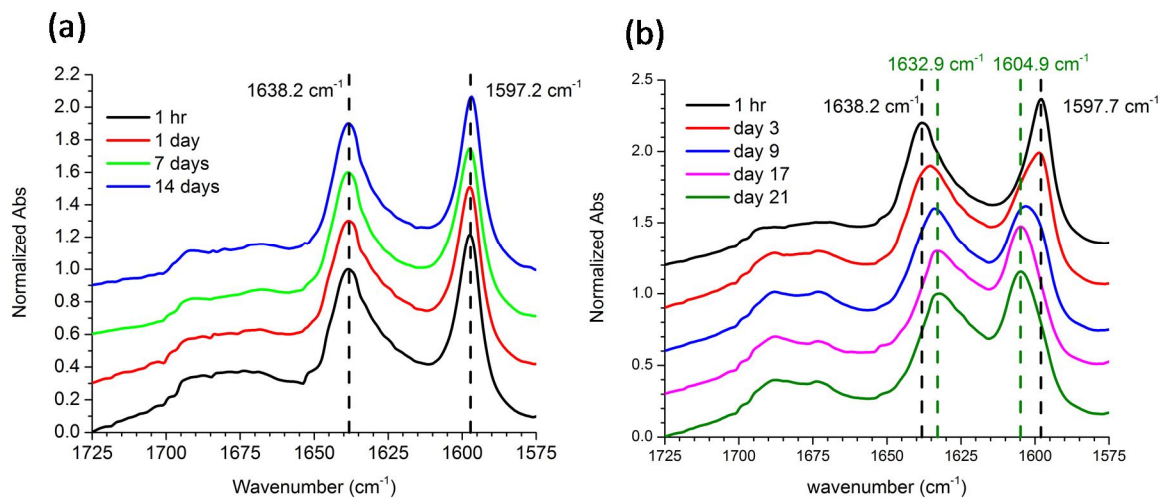 (a)
1638.2 cm-1
1597.2 cm-1
1 hr
1 day
7 days
14 days
Normalized Abs
2.2
2.0
1.8
1.6
1.4
1.2
1.0
0.8
0.6
0.4
0.2
0.0
1725 1700 1675 1650 1625 1600 1575
Wavenumber (cm-1)
(b)
1632.9 cm-1 1604.9 cm-1
1638.2 cm-1
1597.7 cm-1
1 hr
day 3
day 9
day 17
day 21
Normalized Abs
2.5
2.0
1.5
1.0
0.5
0.0
1725 1700 1675 1650 1625 1600 1575
wavenumber (cm-1)